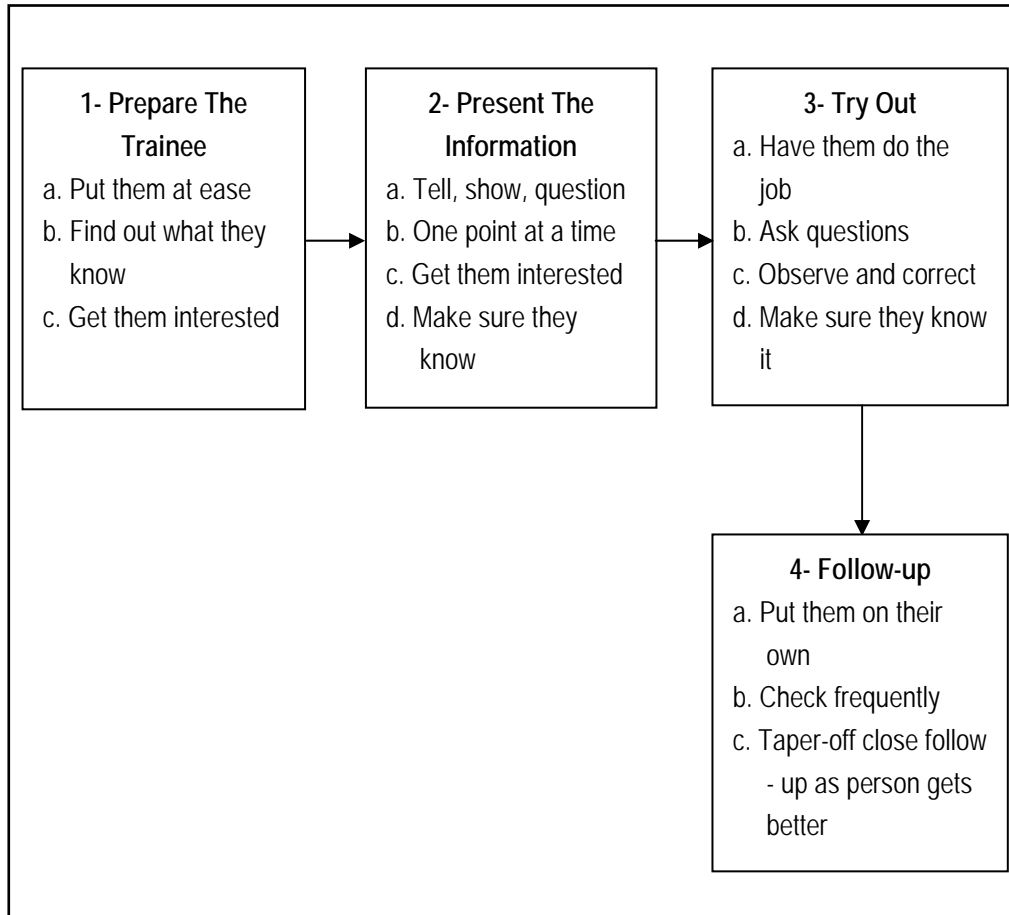 1- Prepare The
Trainee
a. Put them at ease
b. Find out what they
know
c. Get them interested
2- Present The
Information
a. Tell, show, question
b. One point at a time
c. Get them interested
d. Make sure they
know
3- Try Out
a. Have them do the
job
b. Ask questions
c. Observe and correct
d. Make sure they know
it
4- Follow-up
a. Put them on their
own
b. Check frequently
c. Taper-off close follow
- up as person gets
better